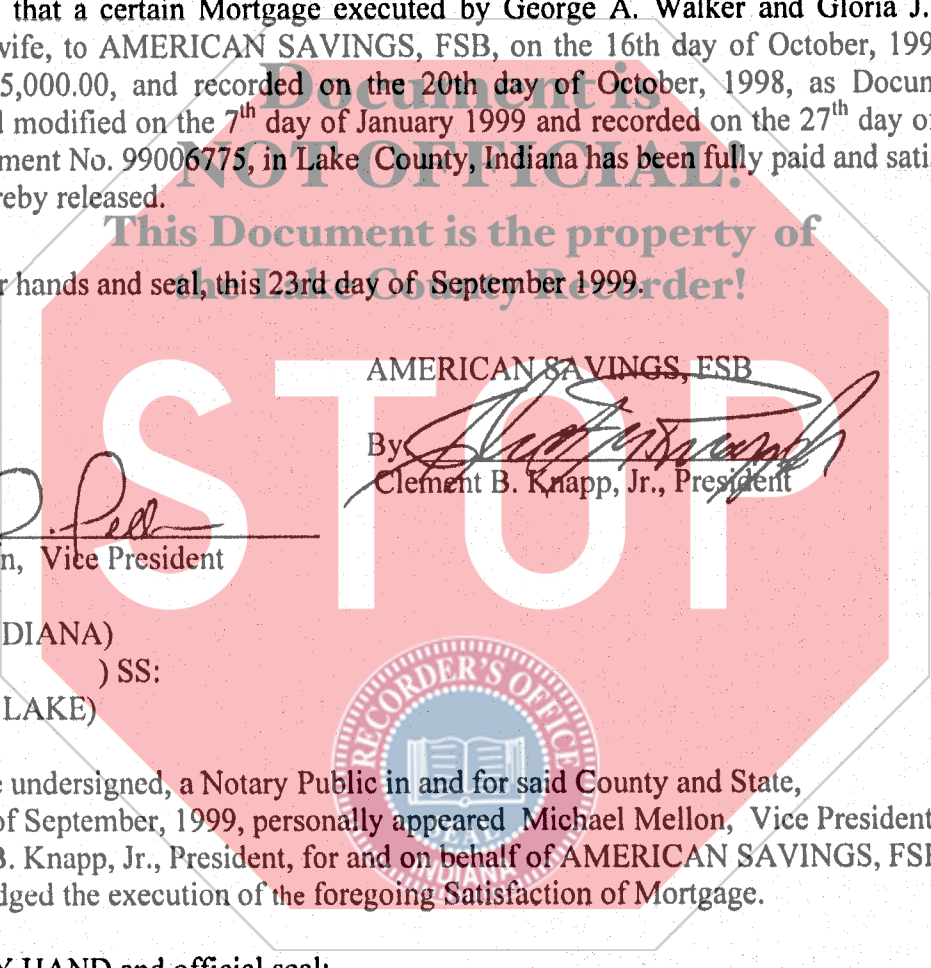 that a certain Mortgage executed by George A. Walker and Gloria J.
wife, to AMERICAN SAVINGS, FSB, on the 16th day of October, 199
5,000.00, and recorded on the 20th day of October, 1998, as Docum
Document is
d modified on the 7th day of January 1999 and recorded on the 27th day of
ment No. 99006775, in Lake County, Indiana has been fully paid and sati
NOT OFFICIAL!
reby released.
This Document is the property of
r hands and seal, this 23rd day of September 1999.
the Lake County Recorder!
STOP
AMERICAN SAVINGS, FSB
By
Clement B. Knapp, Jr., President
n, Vice President
DIANA)
) SS:
LAKE)
RECORDER'S OFFICE
SEAL
INDIANA
e undersigned, a Notary Public in and for said County and State,
of September, 1999, personally appeared Michael Mellon, Vice President
B. Knapp, Jr., President, for and on behalf of AMERICAN SAVINGS, FSB
dged the execution of the foregoing Satisfaction of Mortgage.
Y HAND and official seal: